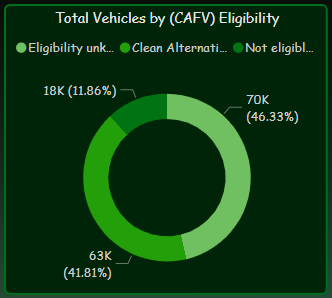 Total Vehicles by (CAFV) Eligibility
Eligibility unk... Clean Alternati... Not eligibl...
18K (11.86%)
70K
(46.33%)
63K
(41.81%)